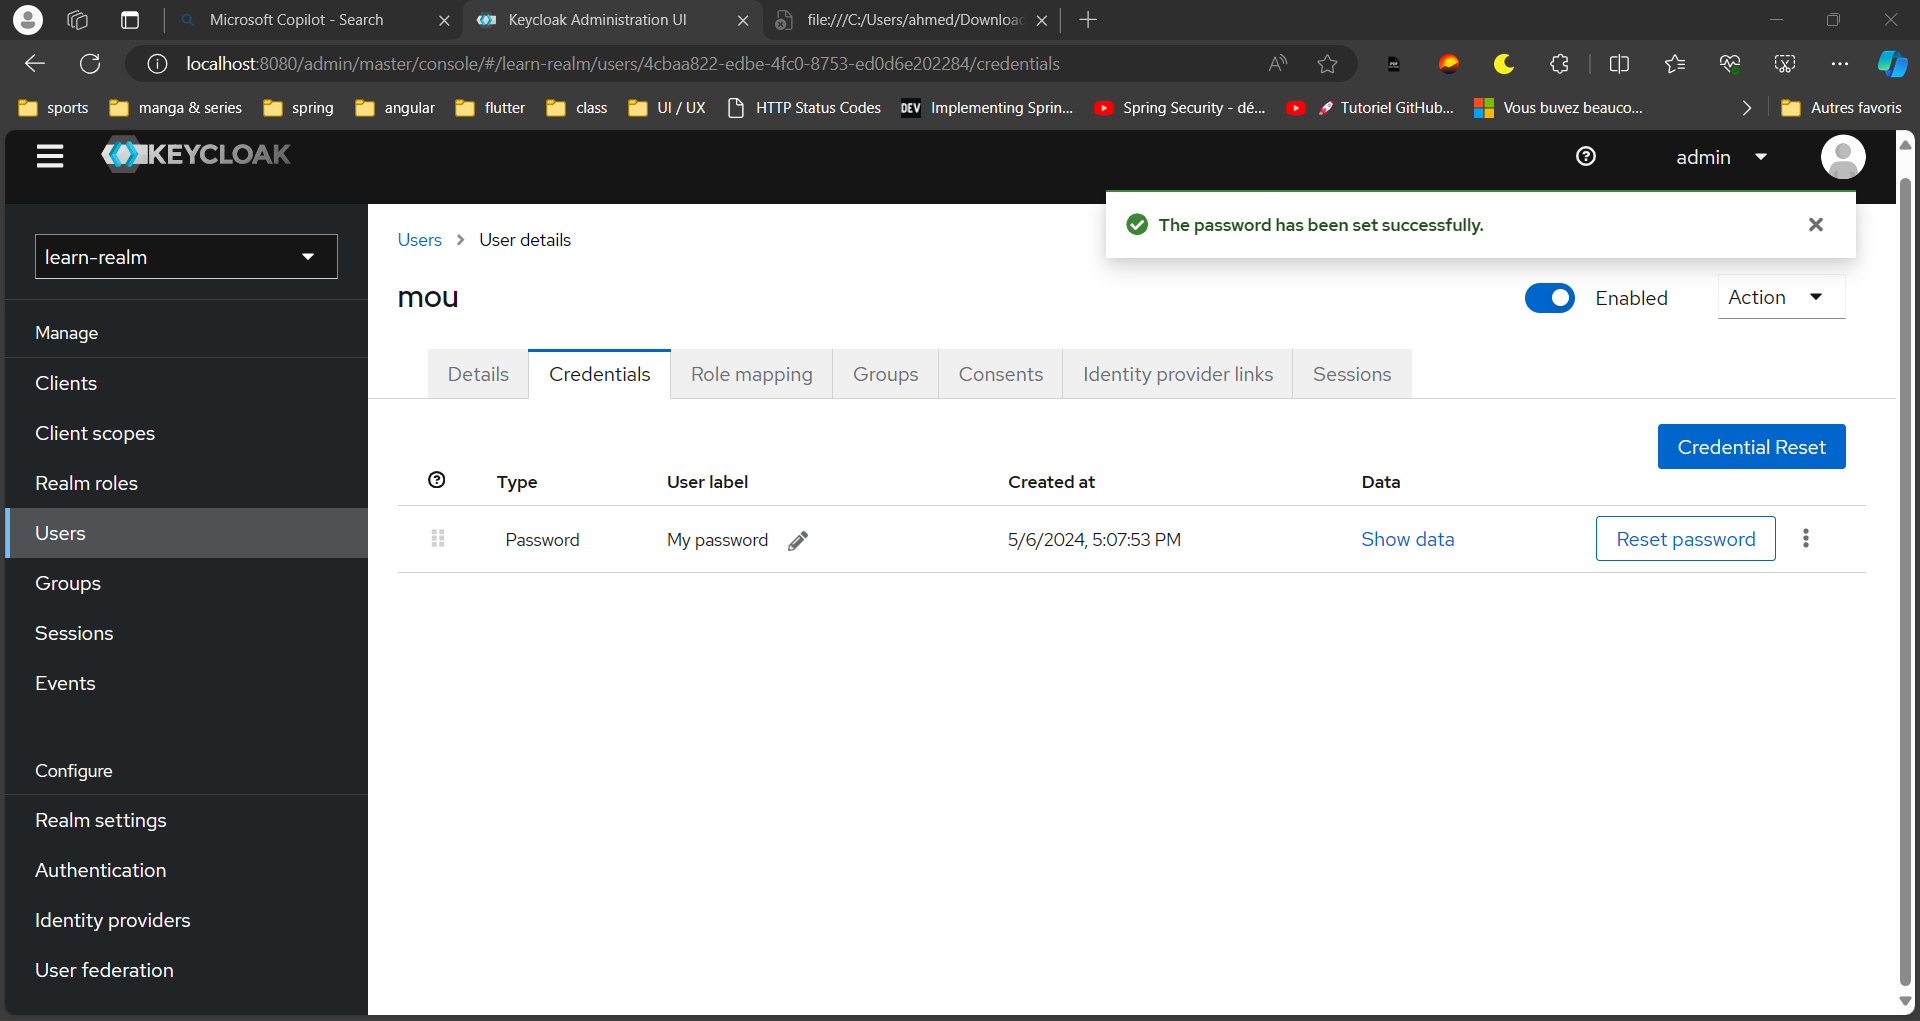 Microsoft Copilot - Search
Keycloak Administration UI
file:///C:/Users/ahmed/Downloa
localhost:8080/admin/master/console/#/learn-realm/users/4cbaa822-edbe-4fc0-8753-ed0d6e202284/credentials
sports
manga & series
spring
angular
flutter
class
UI / UX
HTTP Status Codes
DEV
Implementing Sprin...
Spring Security - dé...
Tutoriel GitHub...
Vous buvez beauco...
Autres favoris
KEYCLOAK
admin
The password has been set successfully.
learn-realm
Manage
Clients
Client scopes
Realm roles
Users
Groups
Sessions
Events
Configure
Realm settings
Authentication
Identity providers
User federation
Users > User details
mou
Enabled
Action
Details
Credentials
Role mapping
Groups
Consents
Identity provider links
Sessions
Credential Reset
Type
User label
Created at
Data
Password
My password
5/6/2024, 5:07:53 PM
Show data
Reset password